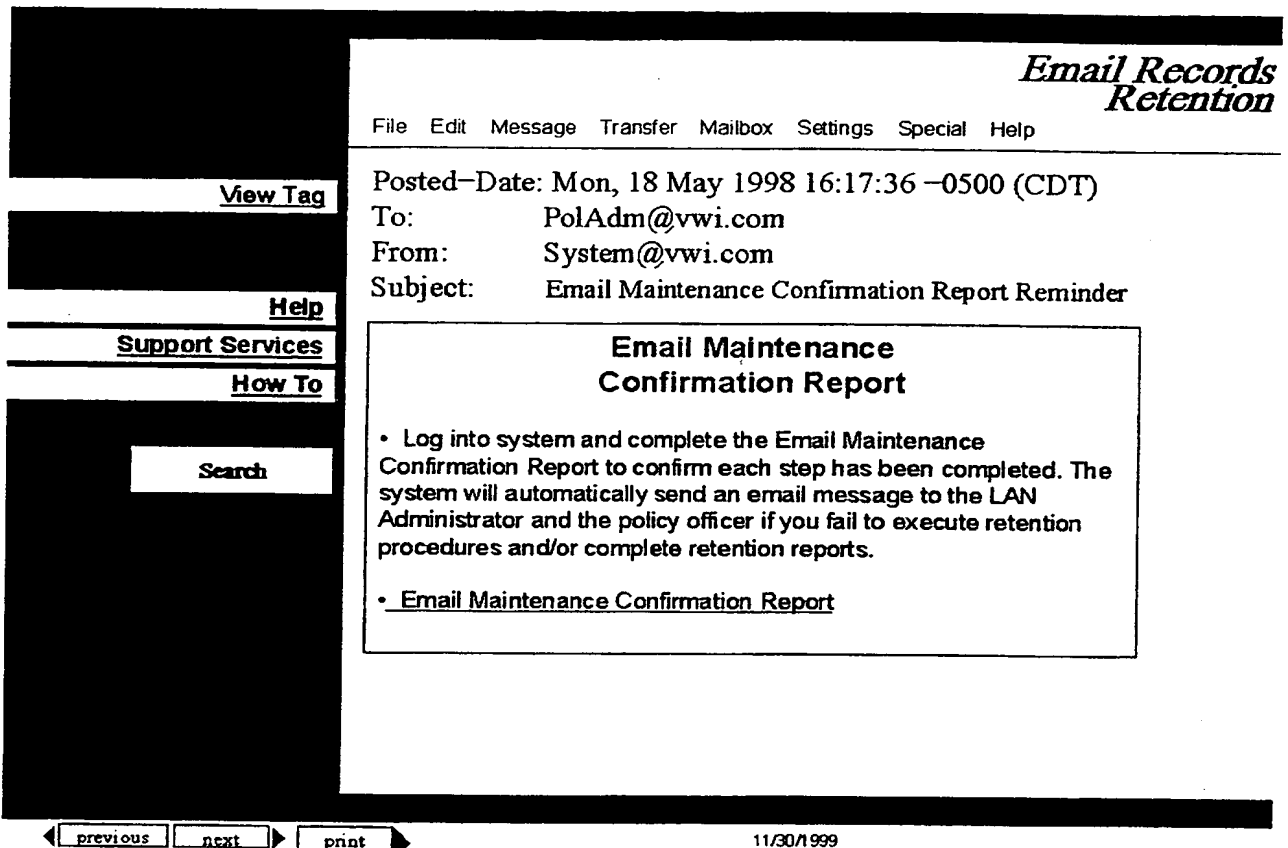 Email Records
Retention
File Edit Message Transfer Mailbox Settings Special Help
View Tag
Help
Support Services
How To
Search
Posted-Date: Mon, 18 May 1998 16:17:36 -0500 (CDT)
To: PolAdm@vwi.com
From: System@vwi.com
Subject: Email Maintenance Confirmation Report Reminder
Email Maintenance
Confirmation Report
• Log into system and complete the Email Maintenance
Confirmation Report to confirm each step has been completed. The
system will automatically send an email message to the LAN
Administrator and the policy officer if you fail to execute retention
procedures and/or complete retention reports.
• Email Maintenance Confirmation Report
previous next print 11/30/1999